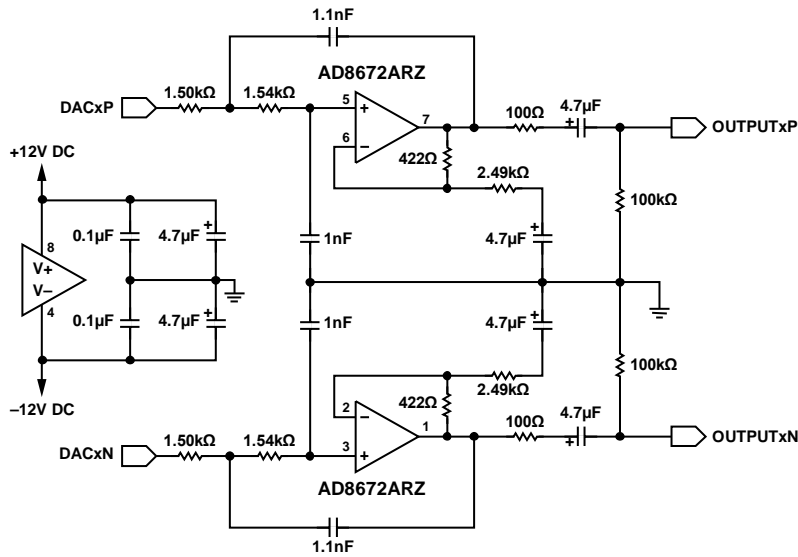 1.1nF
AD8672ARZ
DACxP
1.50kΩ
1.54kΩ
5
+
6
–
7
422Ω
100Ω
4.7µF
+
OUTPUTxP
2.49kΩ
100kΩ
+12V DC
0.1µF
4.7µF
+
8
V+
V–
4
1nF
4.7µF
+
0.1µF
4.7µF
+
1nF
4.7µF
+
–12V DC
2.49kΩ
100kΩ
422Ω
DACxN
1.50kΩ
1.54kΩ
2
–
3
+
1
100Ω
4.7µF
+
OUTPUTxN
AD8672ARZ
1.1nF